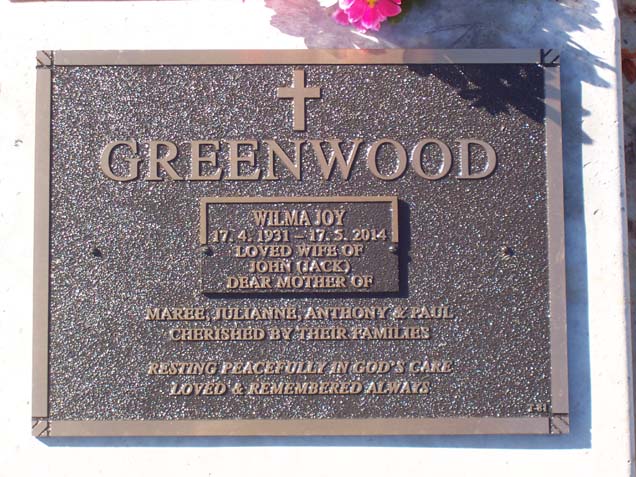 GREENWOOD
WILMA JOY
17. 4. 1931 – 17. 5. 2014
LOVED WIFE OF
JOHN (JACK)
DEAR MOTHER OF
MAREE, JULIANNE, ANTHONY & PAUL
CHERISHED BY THEIR FAMILIES
RESTING PEACEFULLY IN GOD'S CARE
LOVED & REMEMBERED ALWAYS